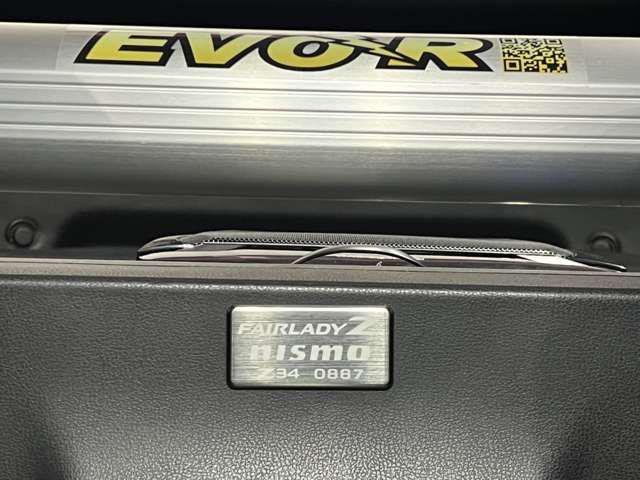 EVO-R
FAIRLADY Z
nismo
Z34 0887